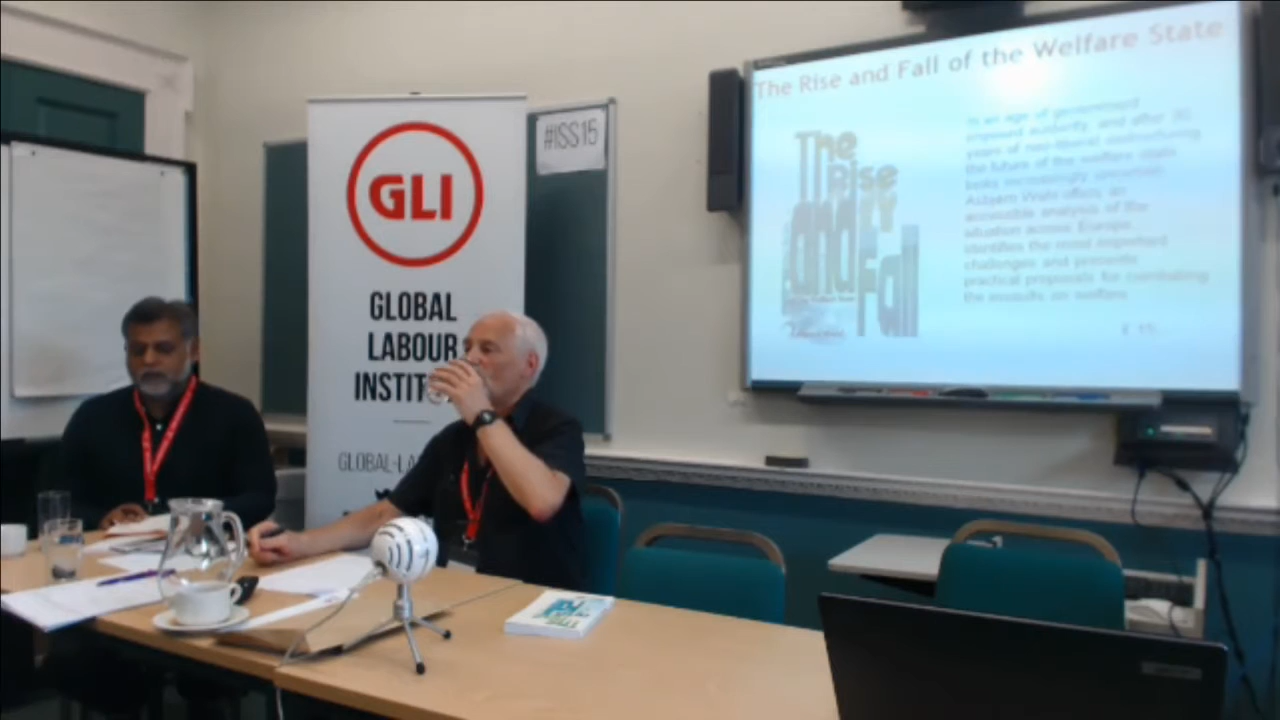 GLI
GLOBAL
LABOUR
GLOBAL-LA
#ISS15
The Rise and Fall of the Welfare State
The
Rise
and
Fall
In an age of government
imposed austerity, and after 30
years of neo-liberal restructuring
the future of the welfare state
looks increasingly uncertain.
Asbjørn Wahl offers an
accessible analysis of the
situation across Europe,
identifies the most important
challenges and presents
practical proposals for combating
the assaults on welfare